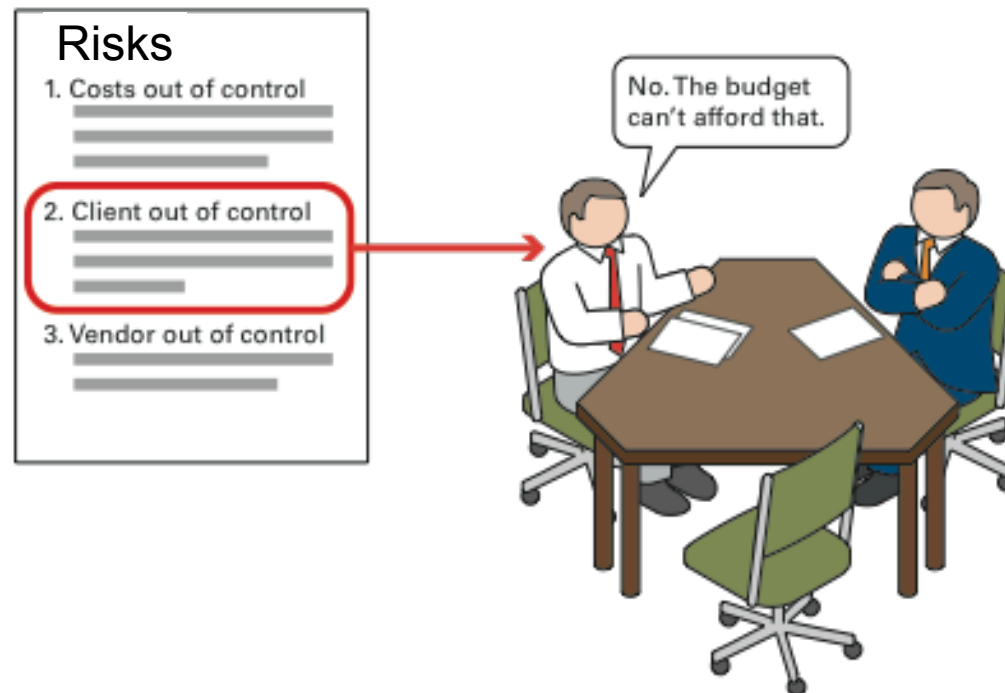 Risks
1. Costs out of control
2. Client out of control
3. Vendor out of control
No. The budget
can't afford that.